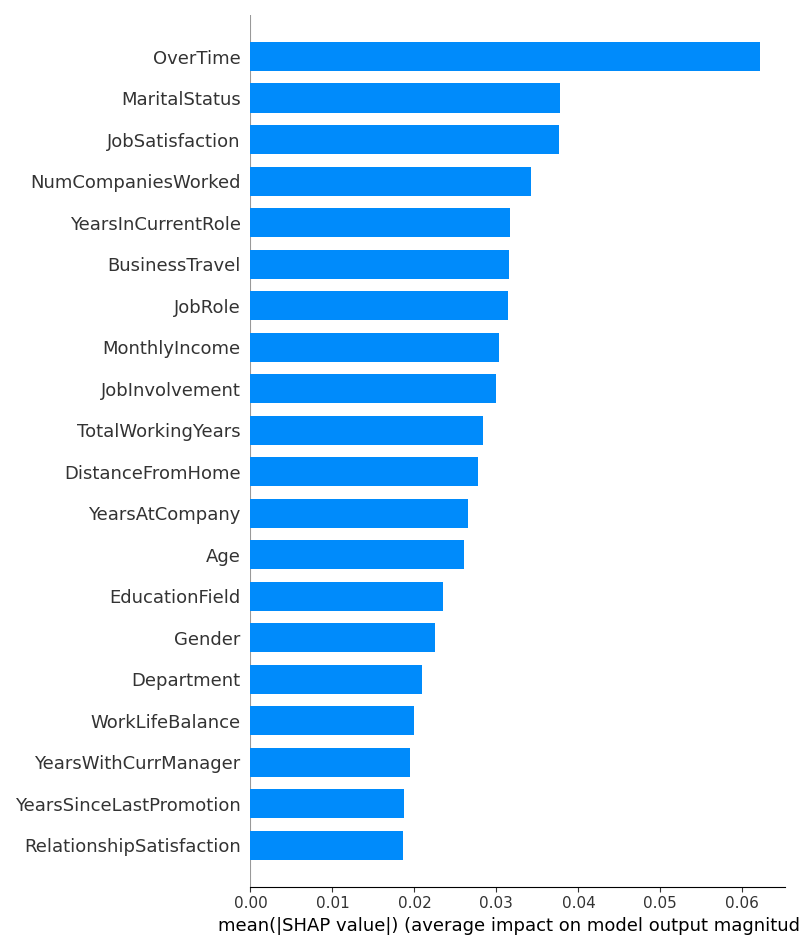 OverTime
MaritalStatus
JobSatisfaction
NumCompaniesWorked
YearsInCurrentRole
BusinessTravel
JobRole
MonthlyIncome
JobInvolvement
TotalWorkingYears
DistanceFromHome
YearsAtCompany
Age
EducationField
Gender
Department
WorkLifeBalance
YearsWithCurrManager
YearsSinceLastPromotion
RelationshipSatisfaction
0.00 0.01 0.02 0.03 0.04 0.05 0.06
mean(|SHAP value|) (average impact on model output magnitud